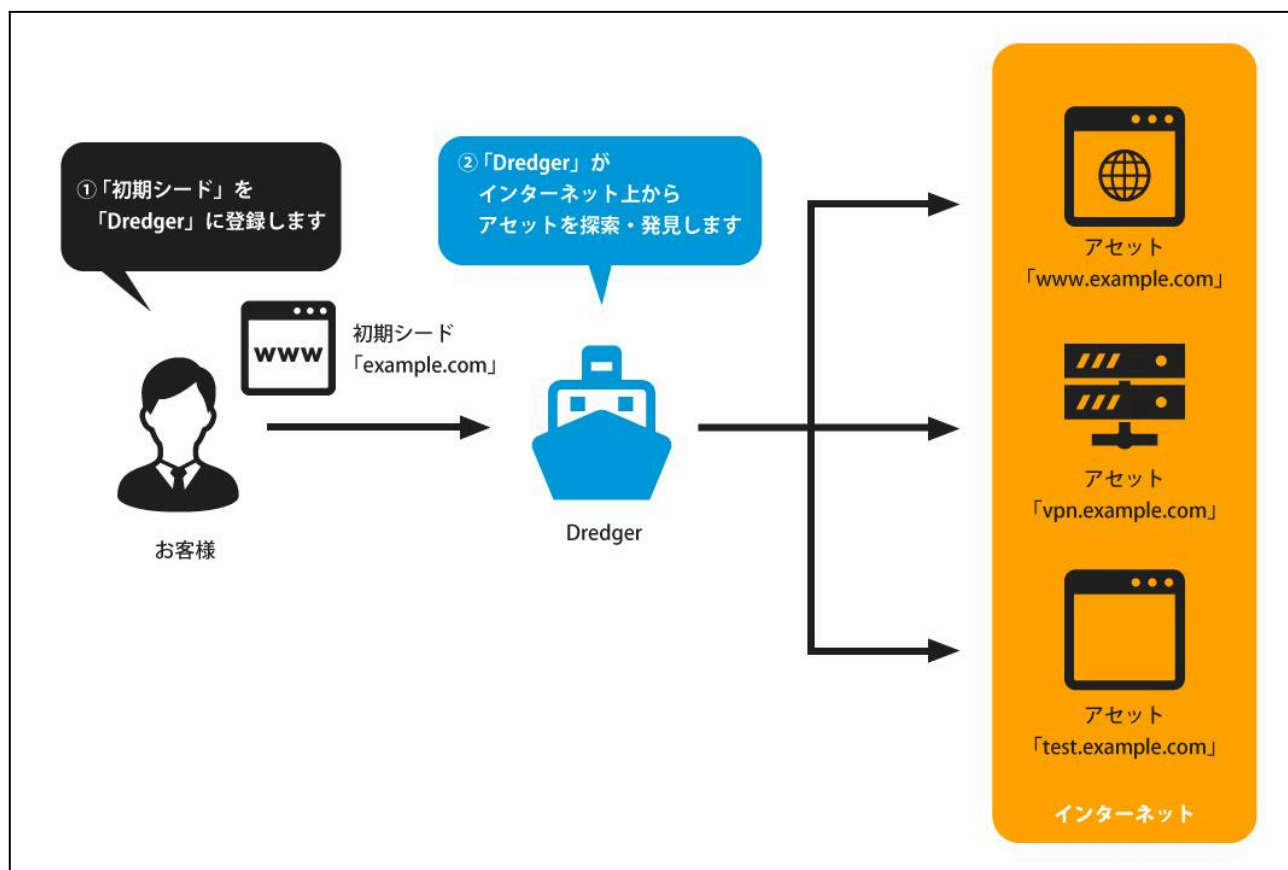 ①「初期シード」を
「Dredger」に登録します
②「Dredger」が
インターネット上から
アセットを探索・発見します
www
初期シード
「example.com」
お客様
Dredger
アセット
「www.example.com」
アセット
「vpn.example.com」
アセット
「test.example.com」
インターネット